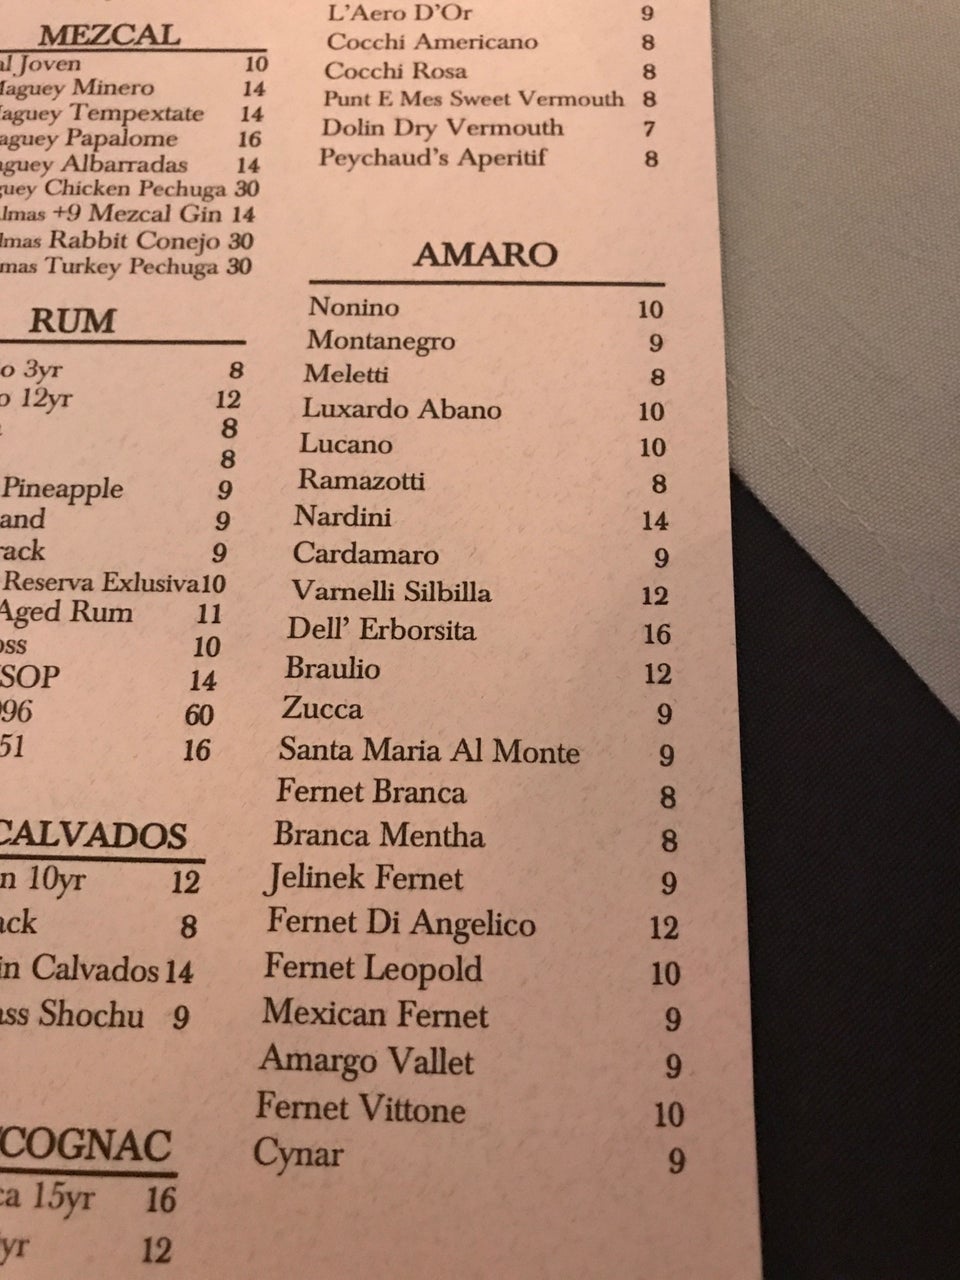 MEZCAL
Joven 10
Minero 14
Tempextate 14
Papalome 16
Albarradas 14
Chicken Pechuga 30
+9 Mezcal Gin 14
Rabbit Conejo 30
Turkey Pechuga 30
RUM
3yr 8
12yr 12
8
8
Pineapple 9
9
9
Reserva Exlusiva10
Aged Rum 11
10
14
60
16
CALVADOS
10yr 12
8
Calvados 14
Shochu 9
COGNAC
15yr 16
12
L'Aero D'Or 9
Cocchi Americano 8
Cocchi Rosa 8
Punt E Mes Sweet Vermouth 8
Dolin Dry Vermouth 7
Peychaud's Aperitif 8
AMARO
Nonino 10
Montanegro 9
Meletti 8
Luxardo Abano 10
Lucano 10
Ramazotti 8
Nardini 14
Cardamaro 9
Varnelli Silbilla 12
Dell' Erborsita 16
Braulio 12
Zucca 9
Santa Maria Al Monte 9
Fernet Branca 8
Branca Mentha 8
Jelinek Fernet 9
Fernet Di Angelico 12
Fernet Leopold 10
Mexican Fernet 9
Amargo Vallet 9
Fernet Vittone 10
Cynar 9